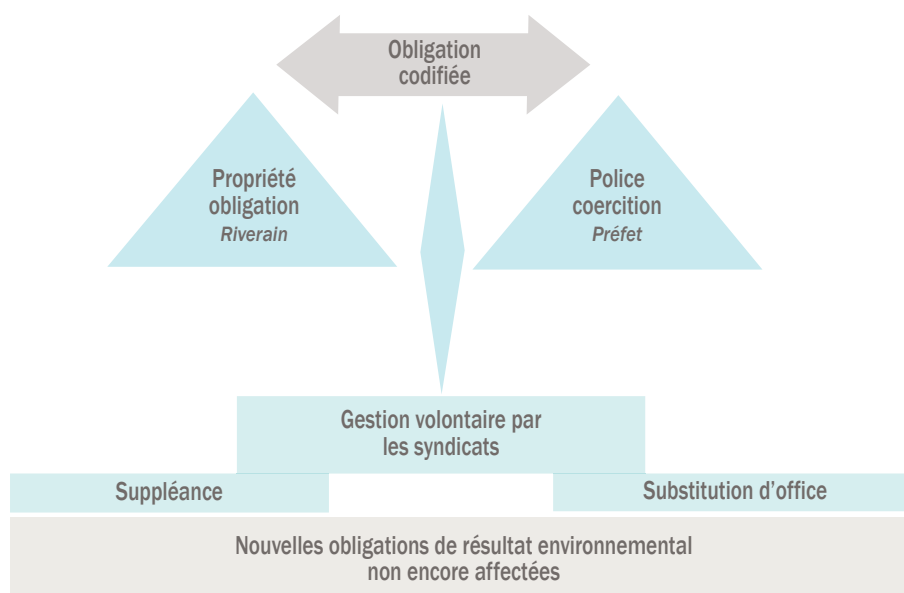 Obligation
codifiée
Propriété
obligation
Riverain
Police
coercition
Préfet
Gestion volontaire par
les syndicats
Suppléance
Substitution d’office
Nouvelles obligations de résultat environnemental
non encore affectées